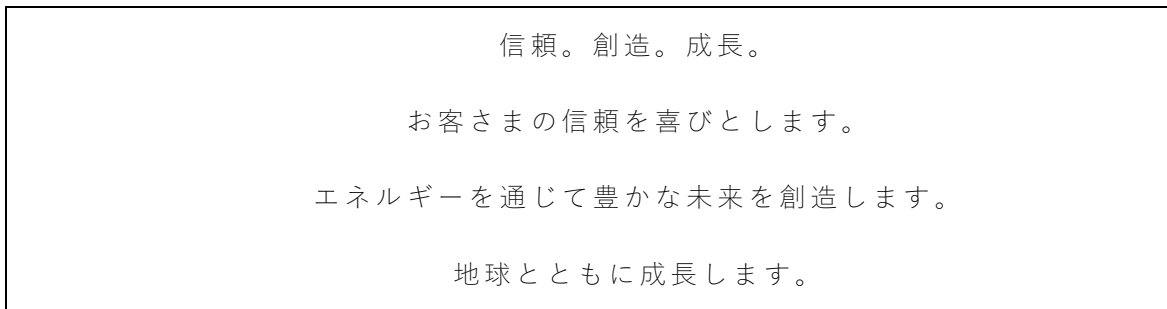 信頼。創造。成長。
お客さまの信頼を喜びとします。
エネルギーを通じて豊かな未来を創造します。
地球とともに成長します。